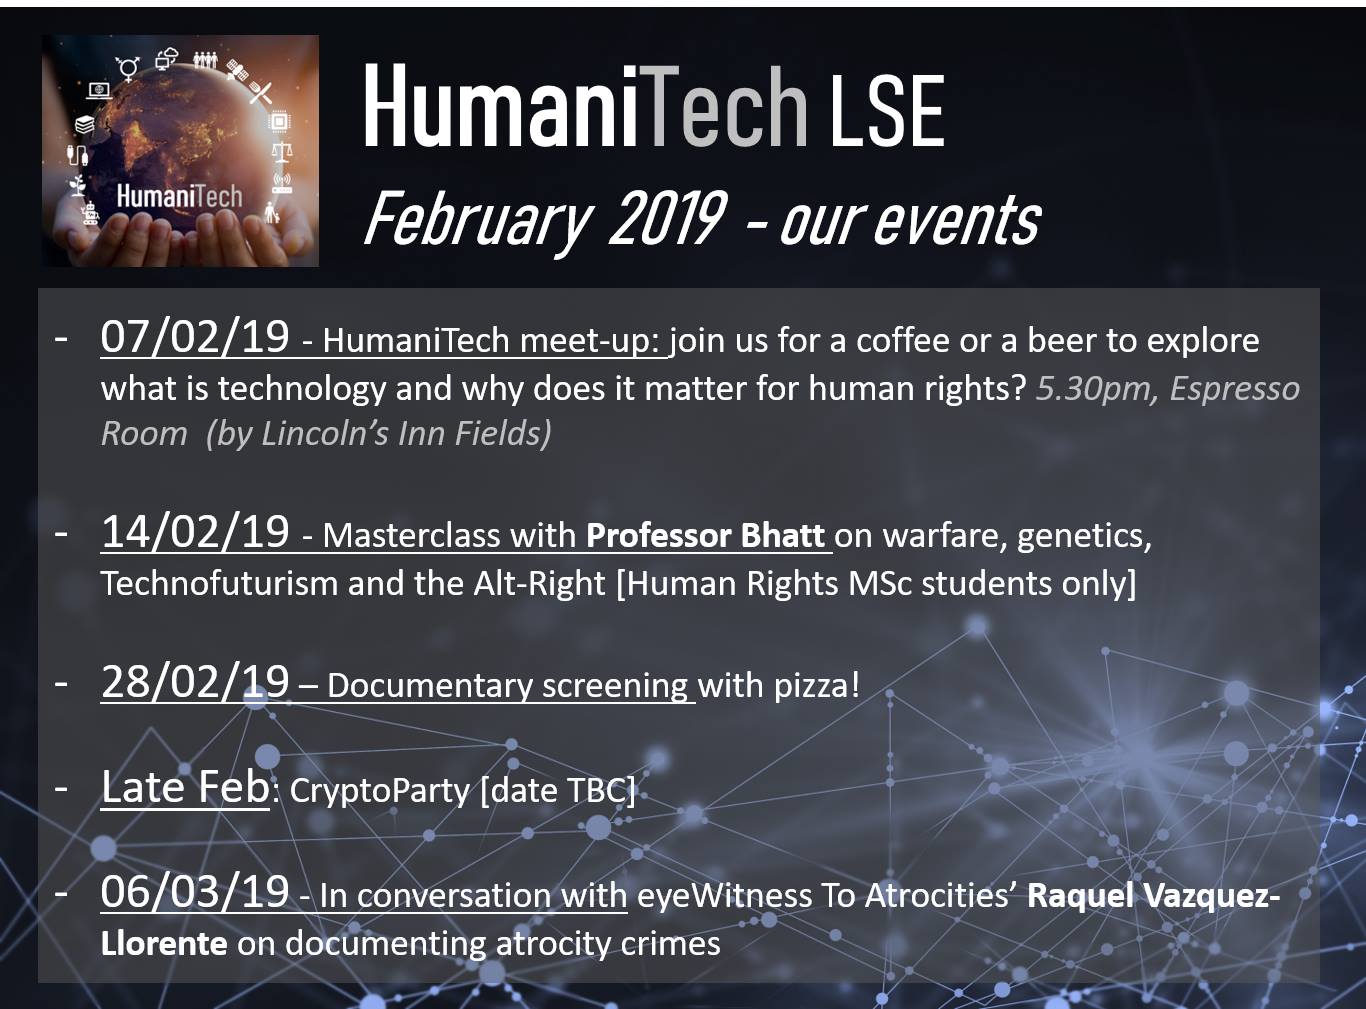 HumaniTech
HumaniTech LSE
February 2019 - our events
- 07/02/19 - HumaniTech meet-up: join us for a coffee or a beer to explore
what is technology and why does it matter for human rights? 5.30pm, Espresso
Room (by Lincoln’s Inn Fields)
- 14/02/19 - Masterclass with Professor Bhatt on warfare, genetics,
Technofuturism and the Alt-Right [Human Rights MSc students only]
- 28/02/19 – Documentary screening with pizza!
- Late Feb: CryptoParty [date TBC]
- 06/03/19 - In conversation with eyeWitness To Atrocities’ Raquel Vazquez-
Llorente on documenting atrocity crimes